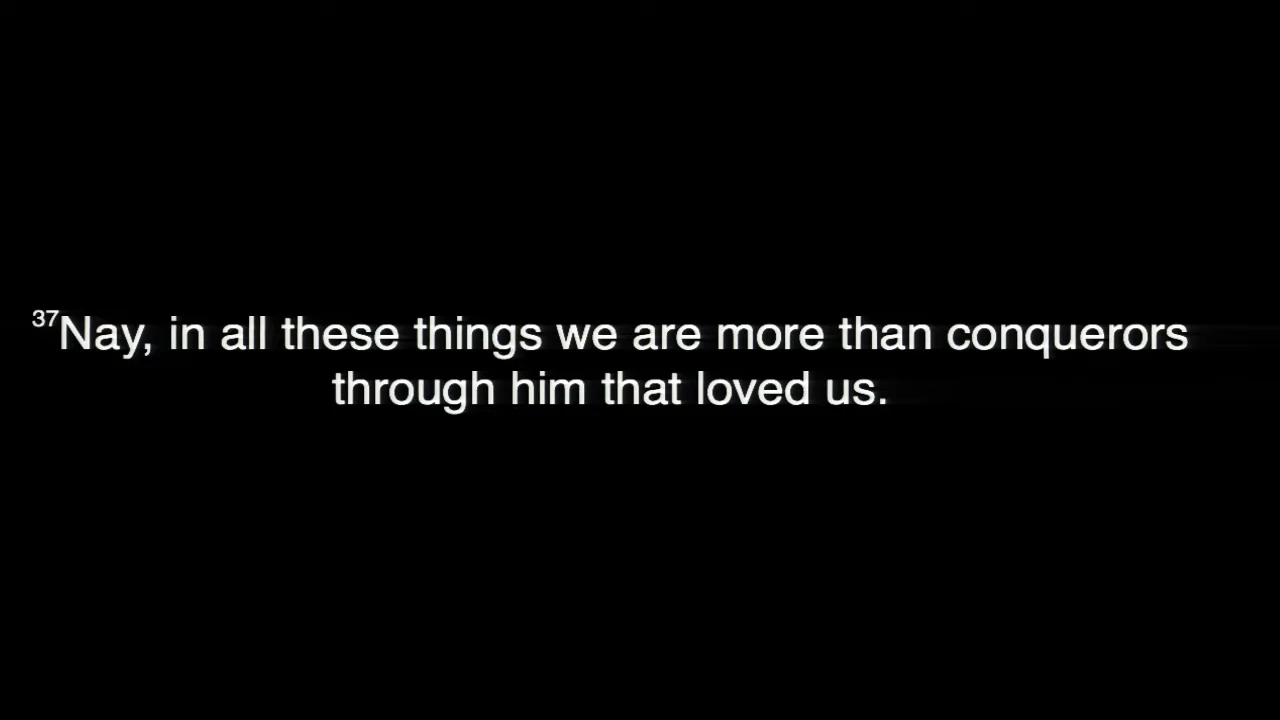 37Nay, in all these things we are more than conquerors
through him that loved us.